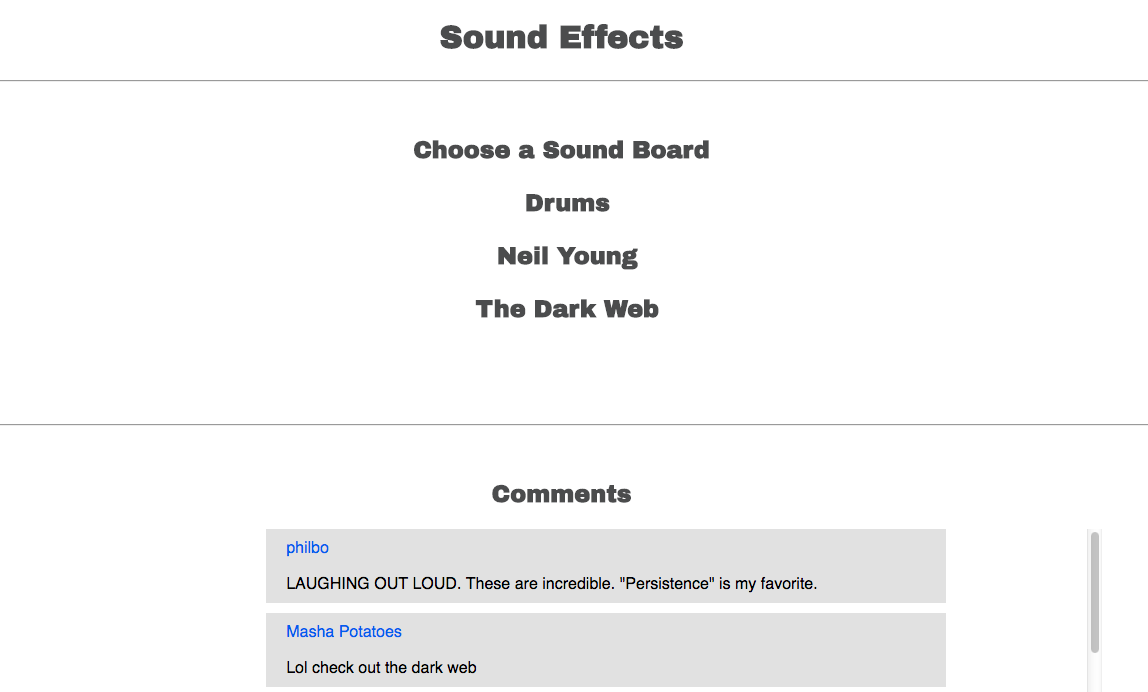 Sound Effects
Choose a Sound Board
Drums
Neil Young
The Dark Web
Comments
philbo
LAUGHING OUT LOUD. These are incredible. "Persistence" is my favorite.
Masha Potatoes
Lol check out the dark web